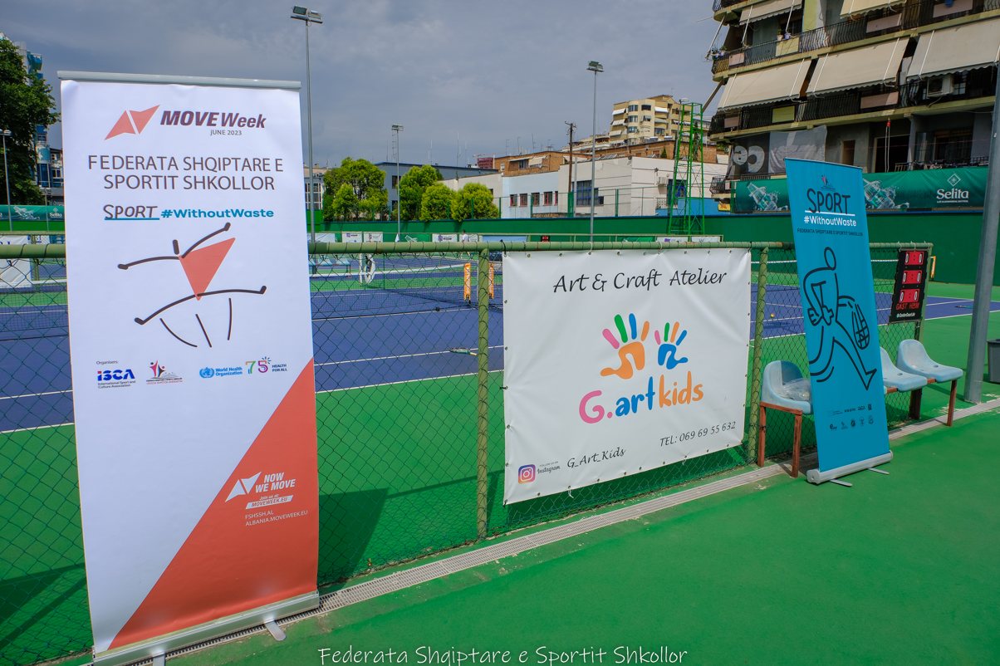 MOVE Week
JUNE 2023
FEDERATA SHQIPTARE E
SPORTIT SHKOLLOR
SPORT #WithoutWaste
Organisers:
ISCA
International Sport and
Culture Association
World Health
Organization
75
HEALTH
FOR ALL
NOW
WE MOVE
Join us at
MOVEWEEK.EU
FSHSSH.AL
ALBANIA.MOVEWEEK.EU
Art & Craft Atelier
G.artkids
TEL: 069 69 55 632
Instagram
G_Art_Kids
SPORT
#WithoutWaste
FEDERATA SHQIPTARE E SPORTIT SHKOLLOR
Selita
GAST HEIM
Federata Shqiptare e Sportit Shkollor